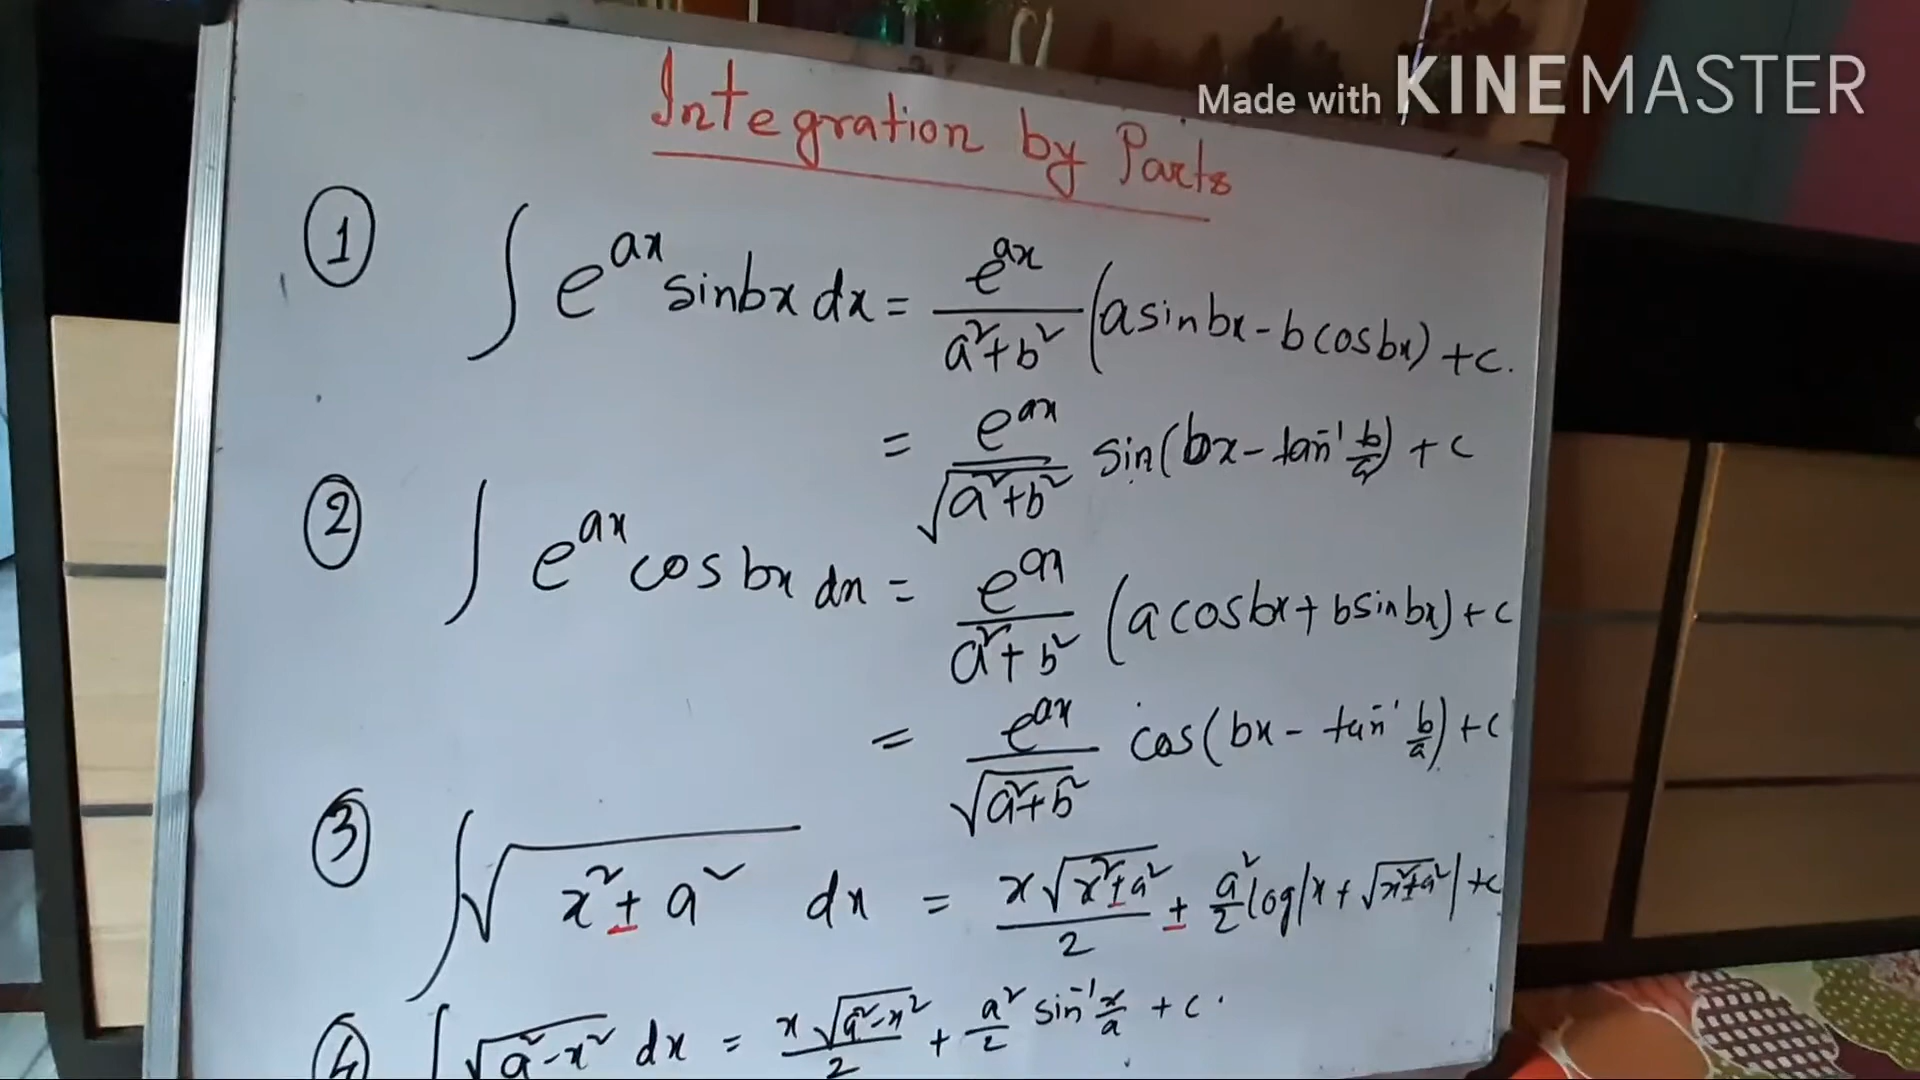 Made with KINEMASTER
Integration by Parts
① ∫ e^{ax} sinbx dx = e^{ax}/(a²+b²) (a sinbx - b cosbx) + c.
= e^{ax}/√(a²+b²) sin(bx - tan⁻¹ b/a) + c
② ∫ e^{ax} cosbx dx = e^{ax}/(a²+b²) (a cosbx + b sinbx) + c
= e^{ax}/√(a²+b²) cos(bx - tan⁻¹ b/a) + c
③ ∫ √(x² ± a²) dx = x√(x² ± a²)/2 ± a²/2 log|x + √(x² ± a²)| + c
④ ∫ √(a²-x²) dx = x√(a²-x²)/2 + a²/2 sin⁻¹ x/a + c.